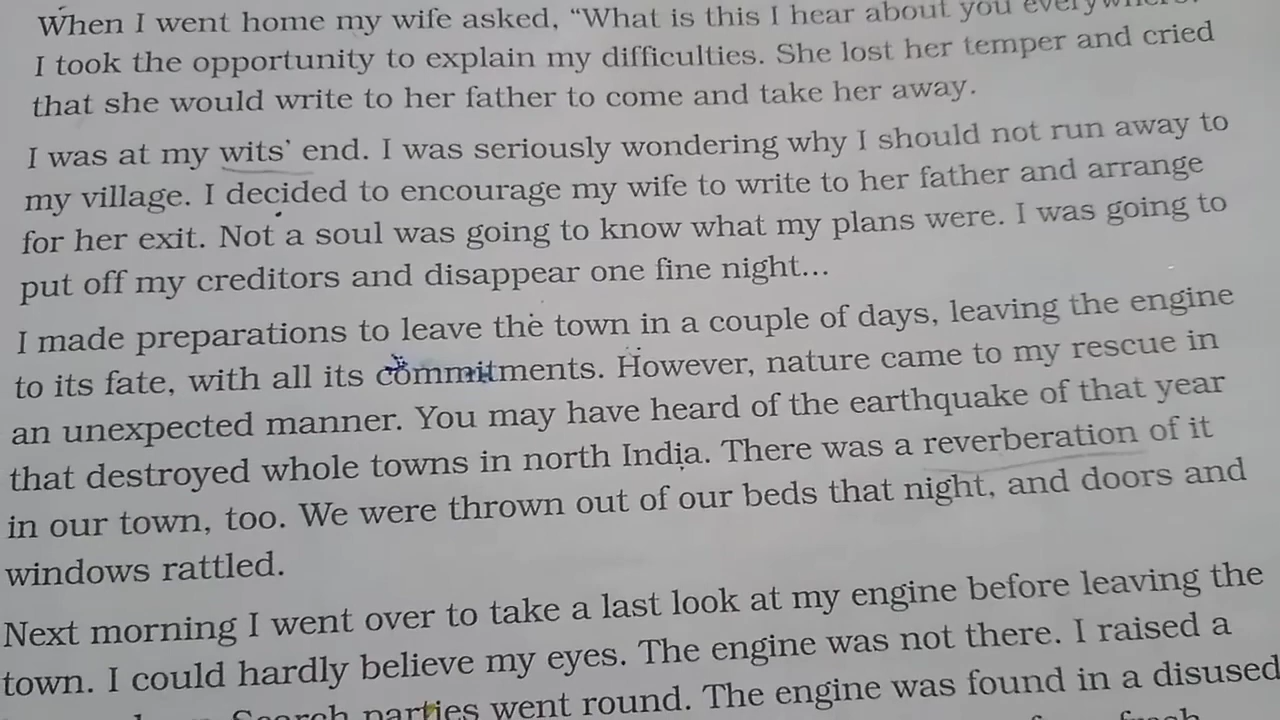 When I went home my wife asked, “What is this I hear about you everywhere?
I took the opportunity to explain my difficulties. She lost her temper and cried
that she would write to her father to come and take her away.
I was at my wits’ end. I was seriously wondering why I should not run away to
my village. I decided to encourage my wife to write to her father and arrange
for her exit. Not a soul was going to know what my plans were. I was going to
put off my creditors and disappear one fine night...
I made preparations to leave the town in a couple of days, leaving the engine
to its fate, with all its commitments. However, nature came to my rescue in
an unexpected manner. You may have heard of the earthquake of that year
that destroyed whole towns in north India. There was a reverberation of it
in our town, too. We were thrown out of our beds that night, and doors and
windows rattled.
Next morning I went over to take a last look at my engine before leaving the
town. I could hardly believe my eyes. The engine was not there. I raised a
Search parties went round. The engine was found in a disused